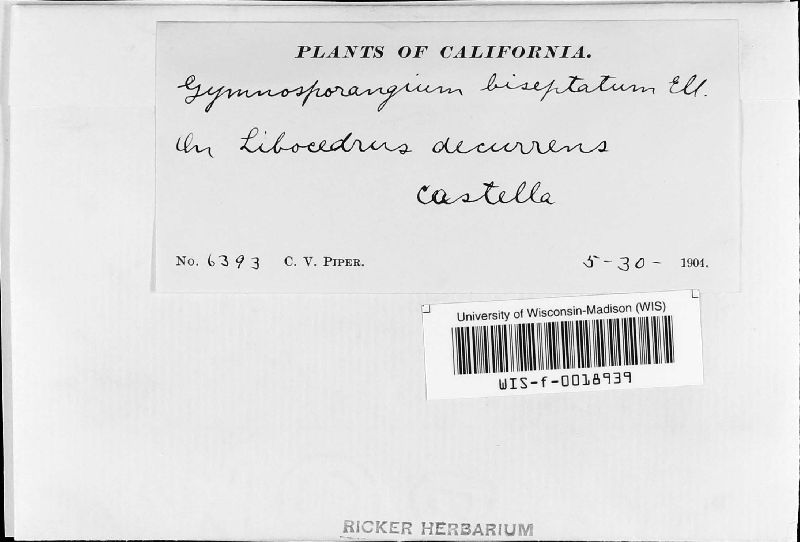 PLANTS OF CALIFORNIA.
Gymnosporangium biseptatum Ell.
On Libocedrus decurrens
Castella
No. 6393 C. V. PIPER. 5-30- 1904.
University of Wisconsin-Madison (WIS)
WIS-f-0018939
RICKER HERBARIUM